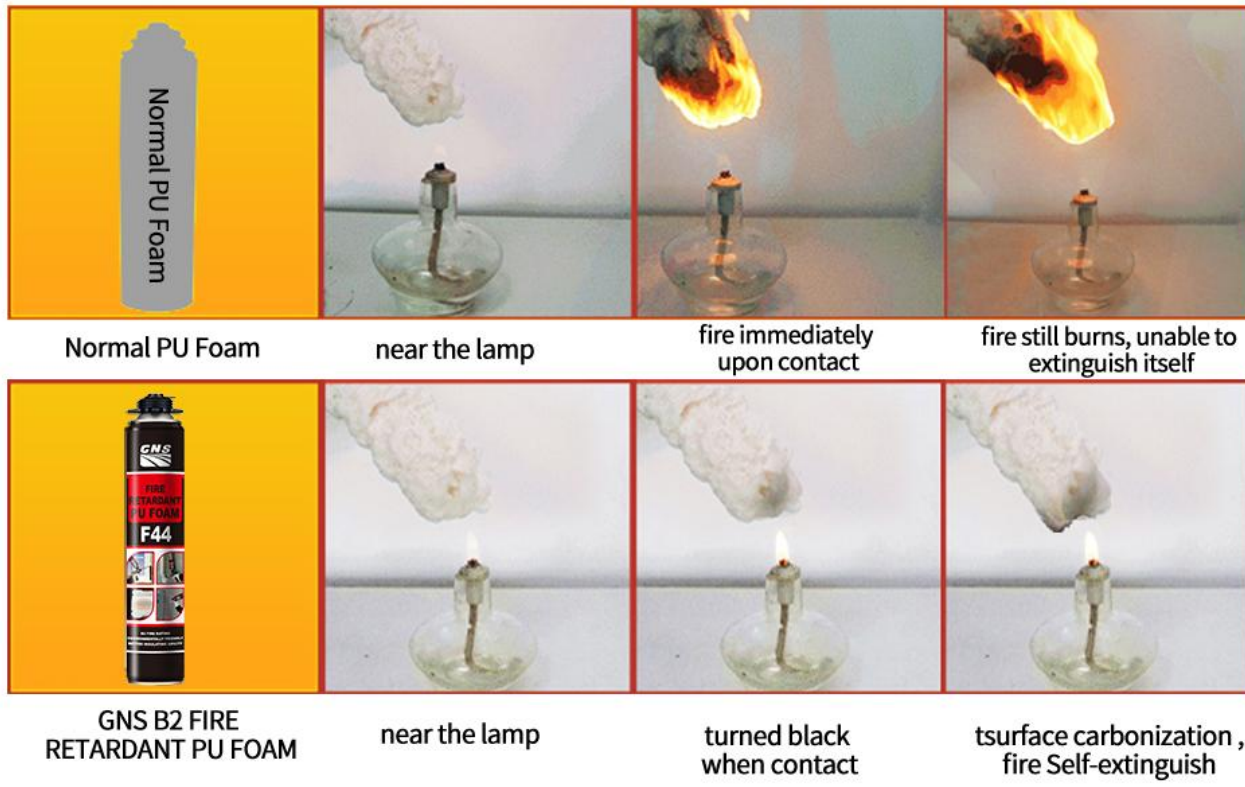 Normal PU Foam
Normal PU Foam
near the lamp
fire immediately
upon contact
fire still burns, unable to
extinguish itself
GNS
FIRE
RETARDANT
PU FOAM
F44
GNS B2 FIRE
RETARDANT PU FOAM
near the lamp
turned black
when contact
tsurface carbonization ,
fire Self-extinguish